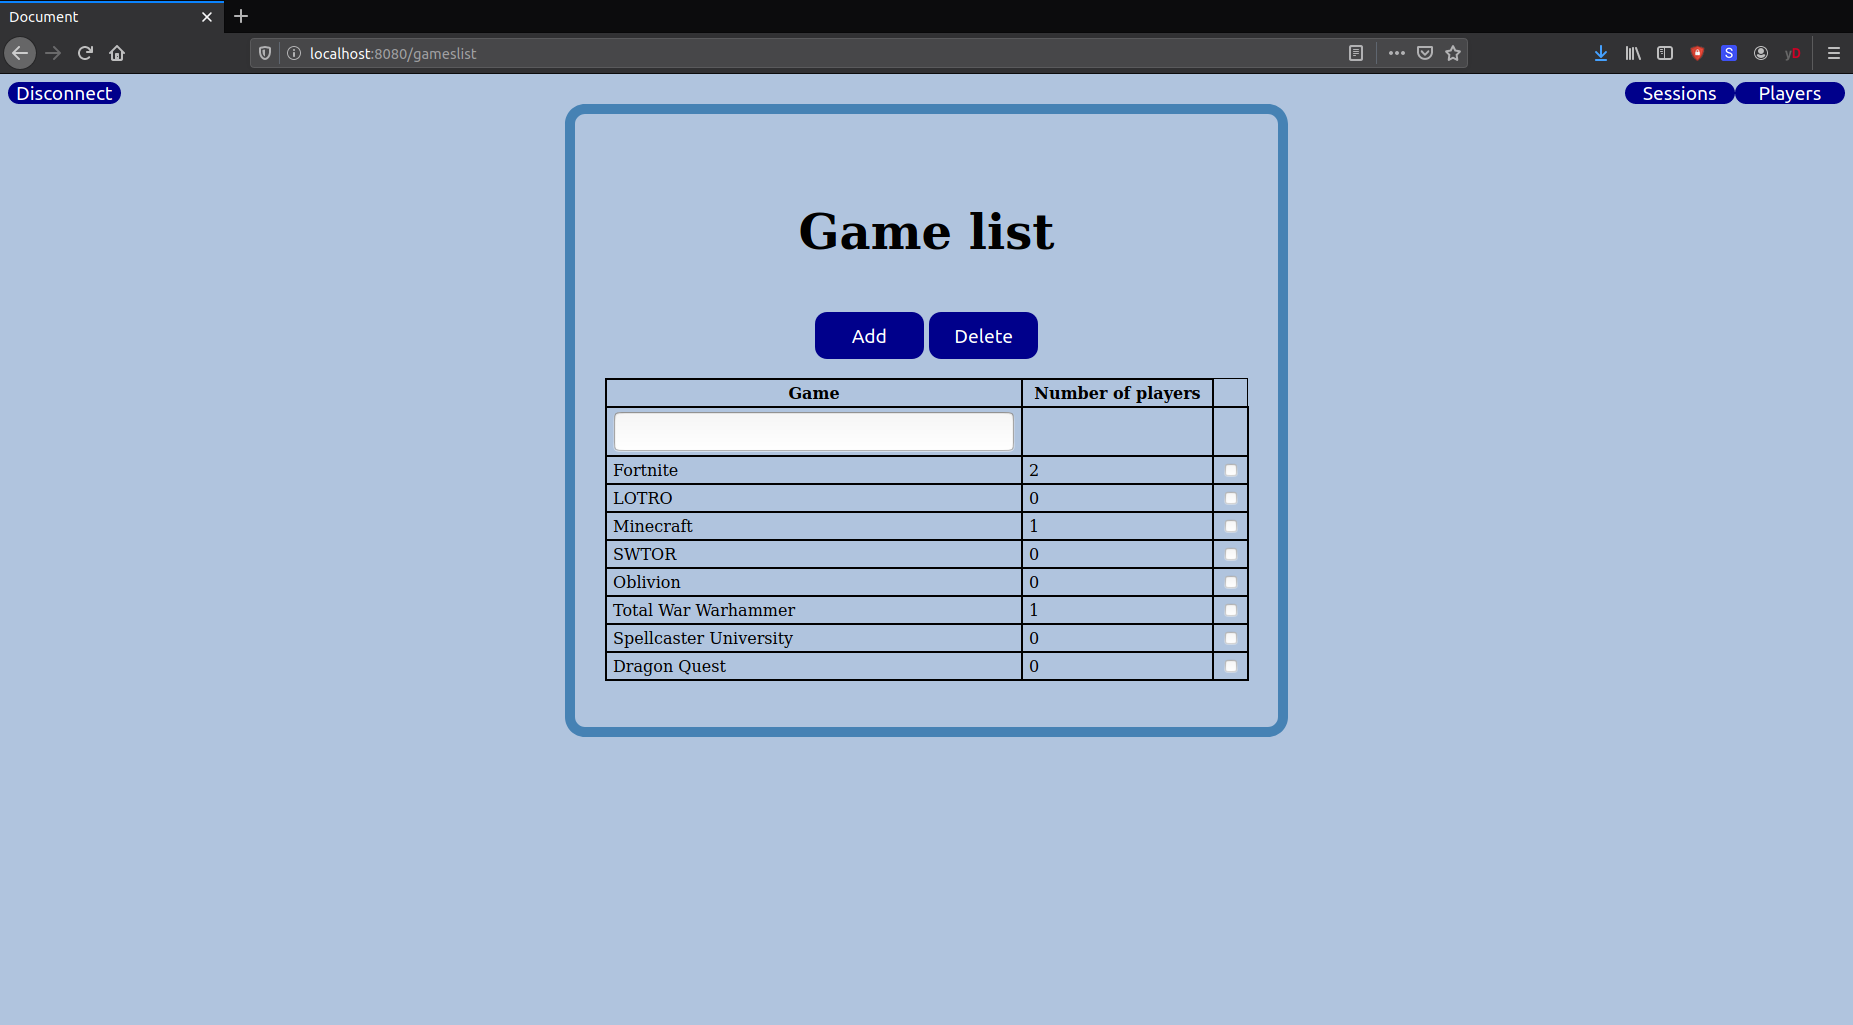 Document
localhost:8080/gameslist
S
yD
Disconnect
Sessions Players
Game list
Add Delete
Game Number of players
Fortnite 2
LOTRO 0
Minecraft 1
SWTOR 0
Oblivion 0
Total War Warhammer 1
Spellcaster University 0
Dragon Quest 0